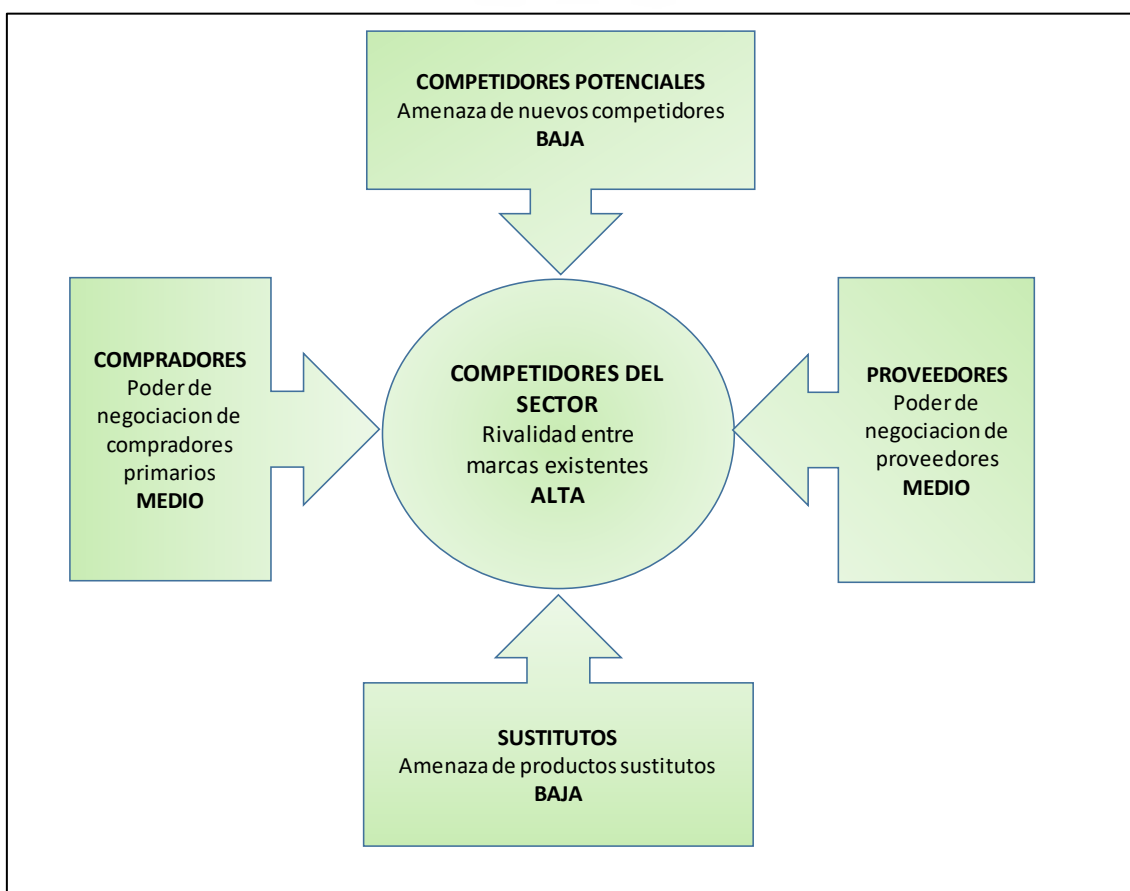 COMPETIDORES POTENCIALES
Amenaza de nuevos competidores
BAJA
COMPRADORES
Poder de
negociacion de
compradores
primarios
MEDIO
COMPETIDORES DEL
SECTOR
Rivalidad entre
marcas existentes
ALTA
PROVEEDORES
Poder de
negociacion de
proveedores
MEDIO
SUSTITUTOS
Amenaza de productos sustitutos
BAJA